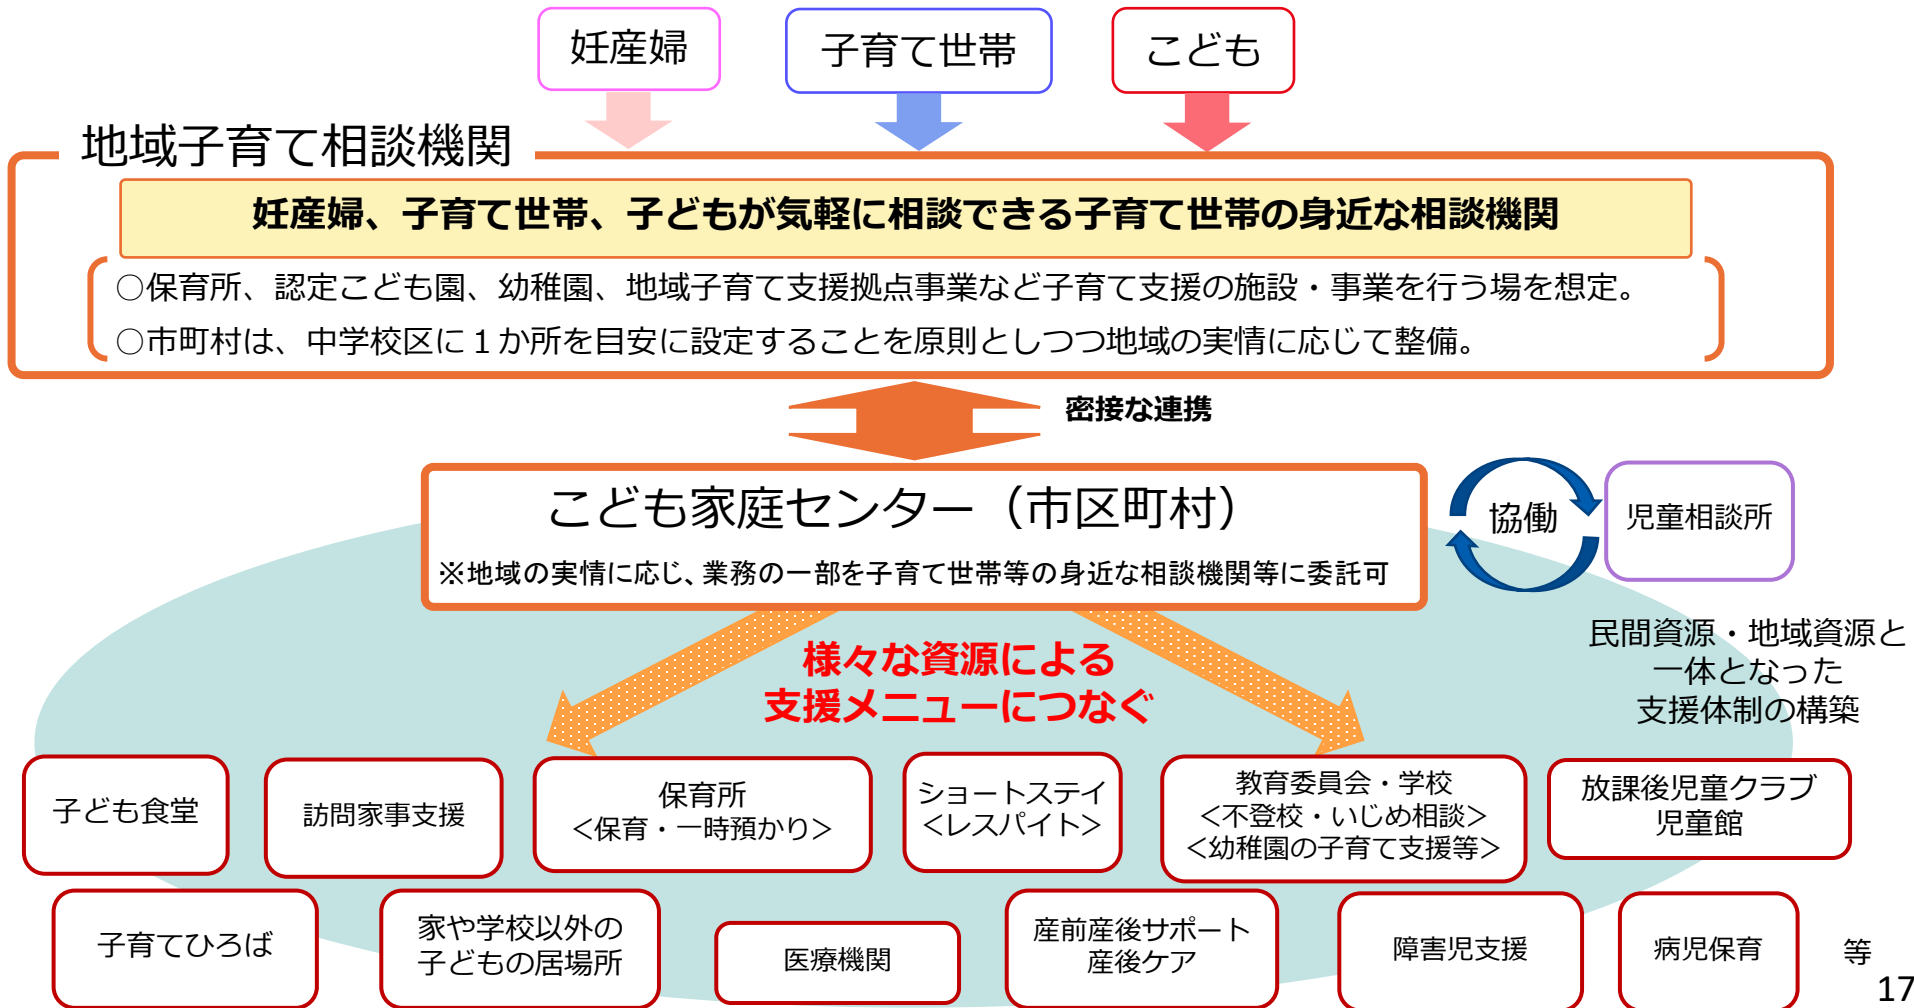 妊産婦
子育て世帯
こども
地域子育て相談機関
妊産婦、子育て世帯、子どもが気軽に相談できる子育て世帯の身近な相談機関
○保育所、認定こども園、幼稚園、地域子育て支援拠点事業など子育て支援の施設・事業を行う場を想定。
○市町村は、中学校区に１か所を目安に設定することを原則としつつ地域の実情に応じて整備。
密接な連携
こども家庭センター（市区町村）
※地域の実情に応じ、業務の一部を子育て世帯等の身近な相談機関等に委託可
協働
児童相談所
様々な資源による
支援メニューにつなぐ
民間資源・地域資源と
一体となった
支援体制の構築
子ども食堂
訪問家事支援
保育所
<保育・一時預かり>
ショートステイ
<レスパイト>
教育委員会・学校
<不登校・いじめ相談>
<幼稚園の子育て支援等>
放課後児童クラブ
児童館
子育てひろば
家や学校以外の
子どもの居場所
医療機関
産前産後サポート
産後ケア
障害児支援
病児保育
等
17